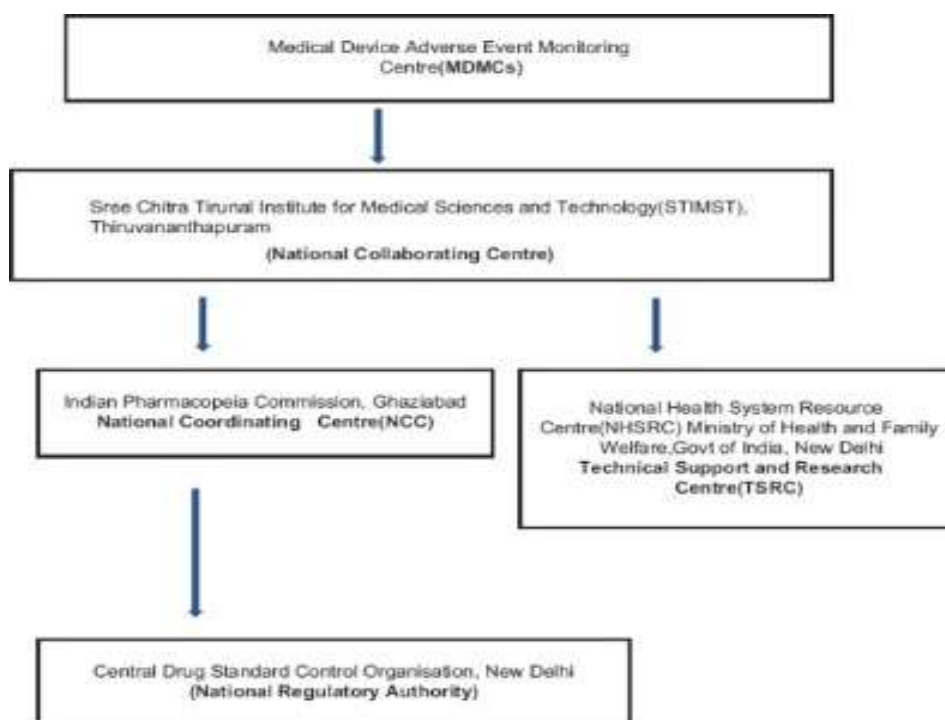 Medical Device Adverse Event Monitoring
Centre(MDMCs)
Sree Chitra Tirunal Institute for Medical Sciences and Technology(STIMST),
Thiruvananthapuram
(National Collaborating Centre)
Indian Pharmacopeia Commission, Ghaziabad
National Coordinating Centre(NCC)
National Health System Resource
Centre(NHSRC) Ministry of Health and Family
Welfare,Govt of India, New Delhi
Technical Support and Research
Centre(TSRC)
Central Drug Standard Control Organisation, New Delhi
(National Regulatory Authority)